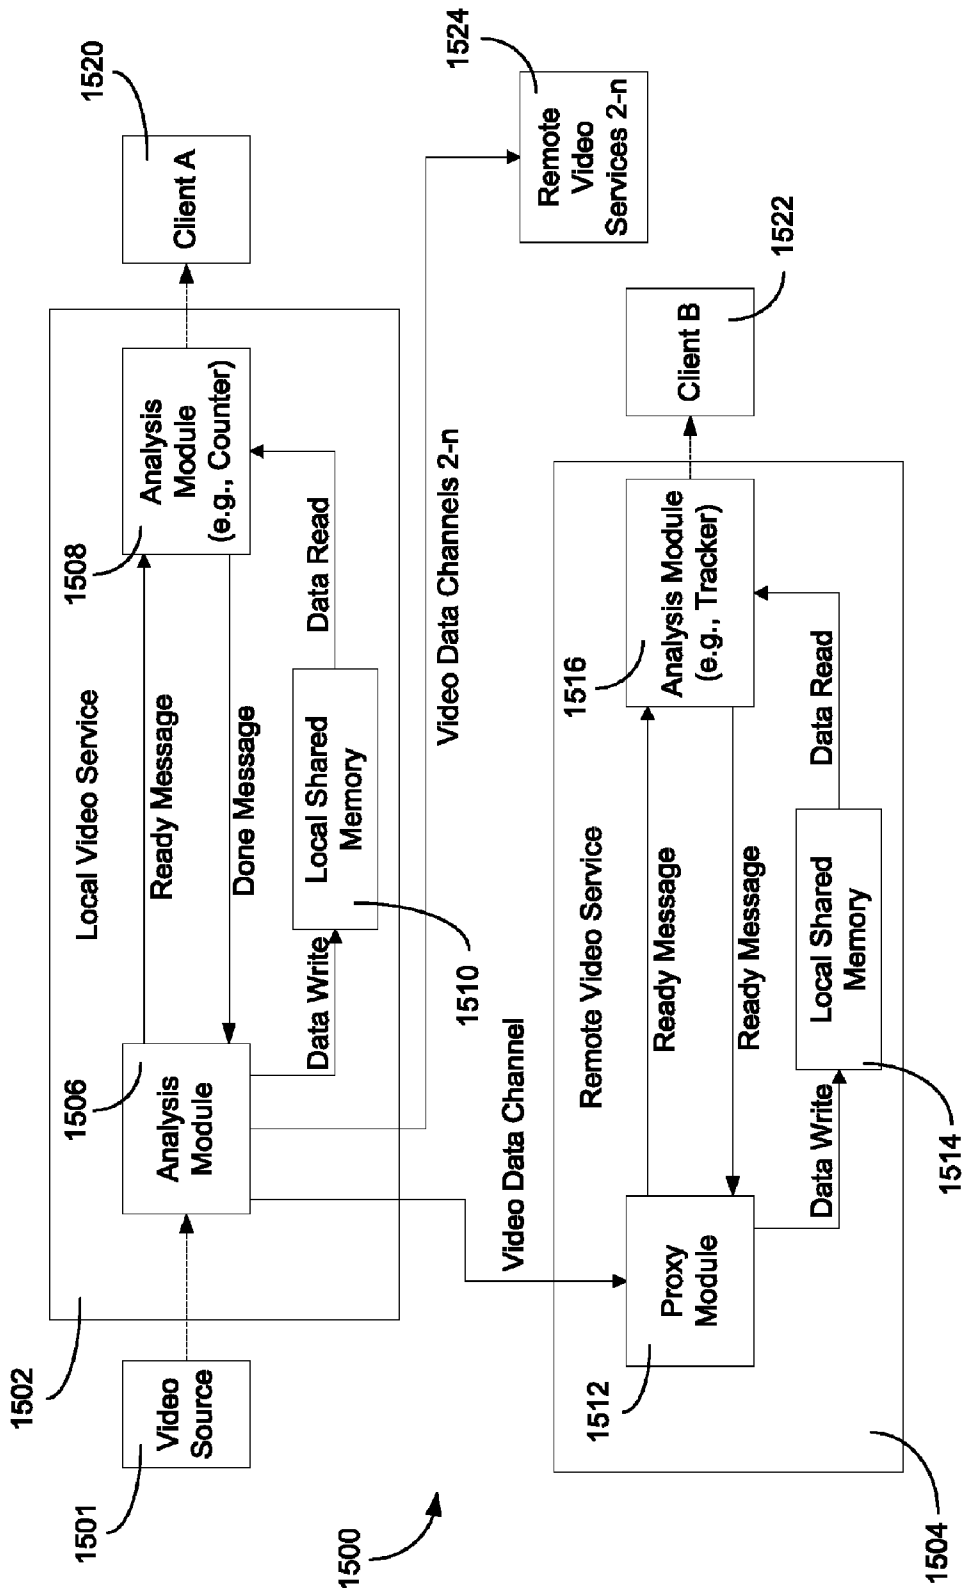 1520
Client A
1524
Remote
Video
Services 2-n
1522
Client B
Local Video Service
1508
Analysis
Module
(e.g., Counter)
Ready Message
Done Message
Data Read
Local Shared
Memory
1510
Data Write
1506
Analysis
Module
1502
Video
Source
1501
1500
Video Data Channels 2-n
Video Data Channel
Remote Video Service
1516
Analysis Module
(e.g., Tracker)
Ready Message
Ready Message
Data Read
Local Shared
Memory
1514
Data Write
Proxy
Module
1512
1504